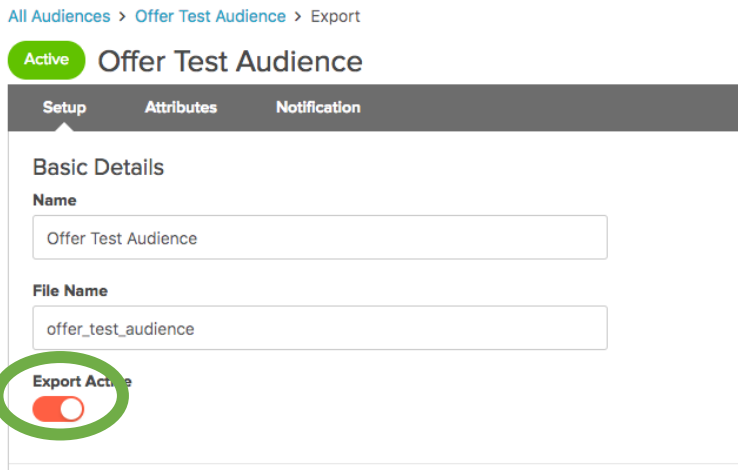 All Audiences > Offer Test Audience > Export
Active Offer Test Audience
Setup Attributes Notification
Basic Details
Name
Offer Test Audience
File Name
offer_test_audience
Export Active